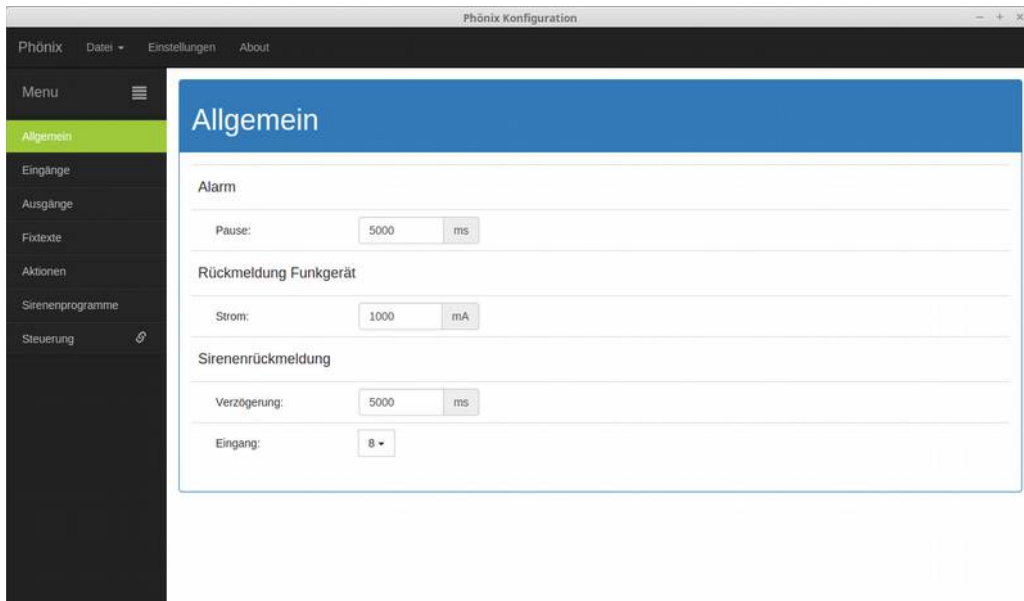 Phönix Konfiguration
Phönix Datei Einstellungen About
Menu
Allgemein
Eingänge
Ausgänge
Fixtexte
Aktionen
Sirenenprogramme
Steuerung
Allgemein
Alarm
Pause: 5000 ms
Rückmeldung Funkgerät
Strom: 1000 mA
Sirenenrückmeldung
Verzögerung: 5000 ms
Eingang: 8